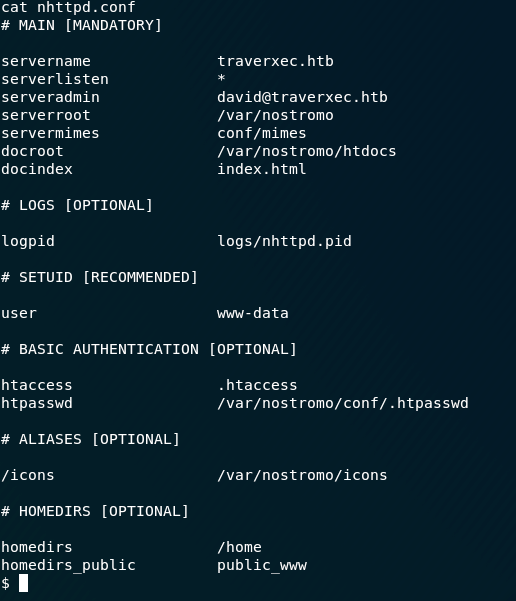 cat nhttpd.conf
# MAIN [MANDATORY]
servername traverxec.htb
serverlisten *
serveradmin david@traverxec.htb
serverroot /var/nostromo
servermimes conf/mimes
docroot /var/nostromo/htdocs
docindex index.html
# LOGS [OPTIONAL]
logpid logs/nhttpd.pid
# SETUID [RECOMMENDED]
user www-data
# BASIC AUTHENTICATION [OPTIONAL]
htaccess .htaccess
htpasswd /var/nostromo/conf/.htpasswd
# ALIASES [OPTIONAL]
/icons /var/nostromo/icons
# HOMEDIRS [OPTIONAL]
homedirs /home
homedirs_public public_www
$